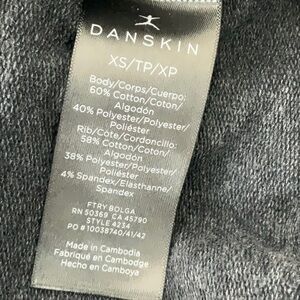 DANSKIN
XS/TP/XP
Body/Corps/Cuerpo:
60% Cotton/Coton/
Algodón
40% Polyester/Polyester/
Poliéster
Rib/Côte/Cordoncillo:
58% Cotton/Coton/
Algodón
38% Polyester/Polyester/
Poliéster
4% Spandex/Élasthanne/
Spandex
FTRY BOLGA
RN 50369 CA 45790
STYLE 4234
PO # 10038740/41/42
Made in Cambodia
Fabriqué en Cambodge
Hecho en Camboya